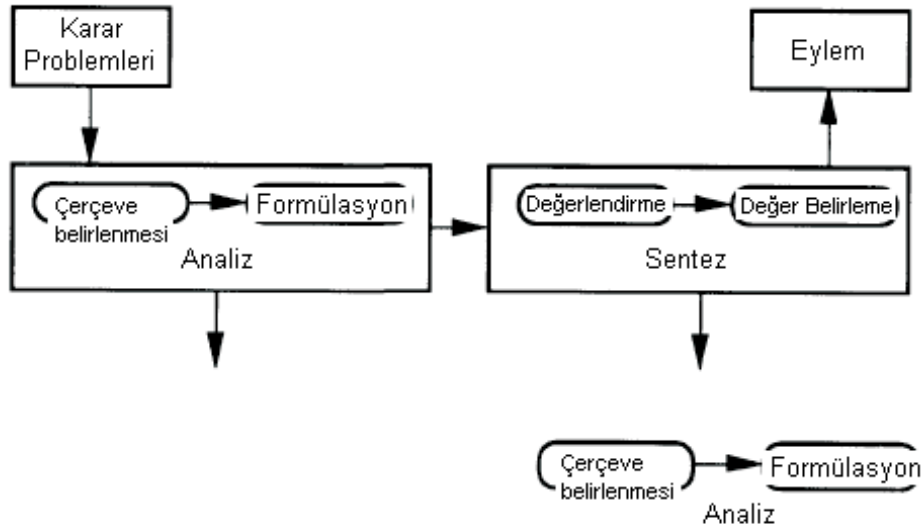 Karar
Problemleri
Eylem
Çerçeve
belirlenmesi
Formülasyon
Analiz
Değerlendirme
Değer Belirleme
Sentez
Çerçeve
belirlenmesi
Formülasyon
Analiz